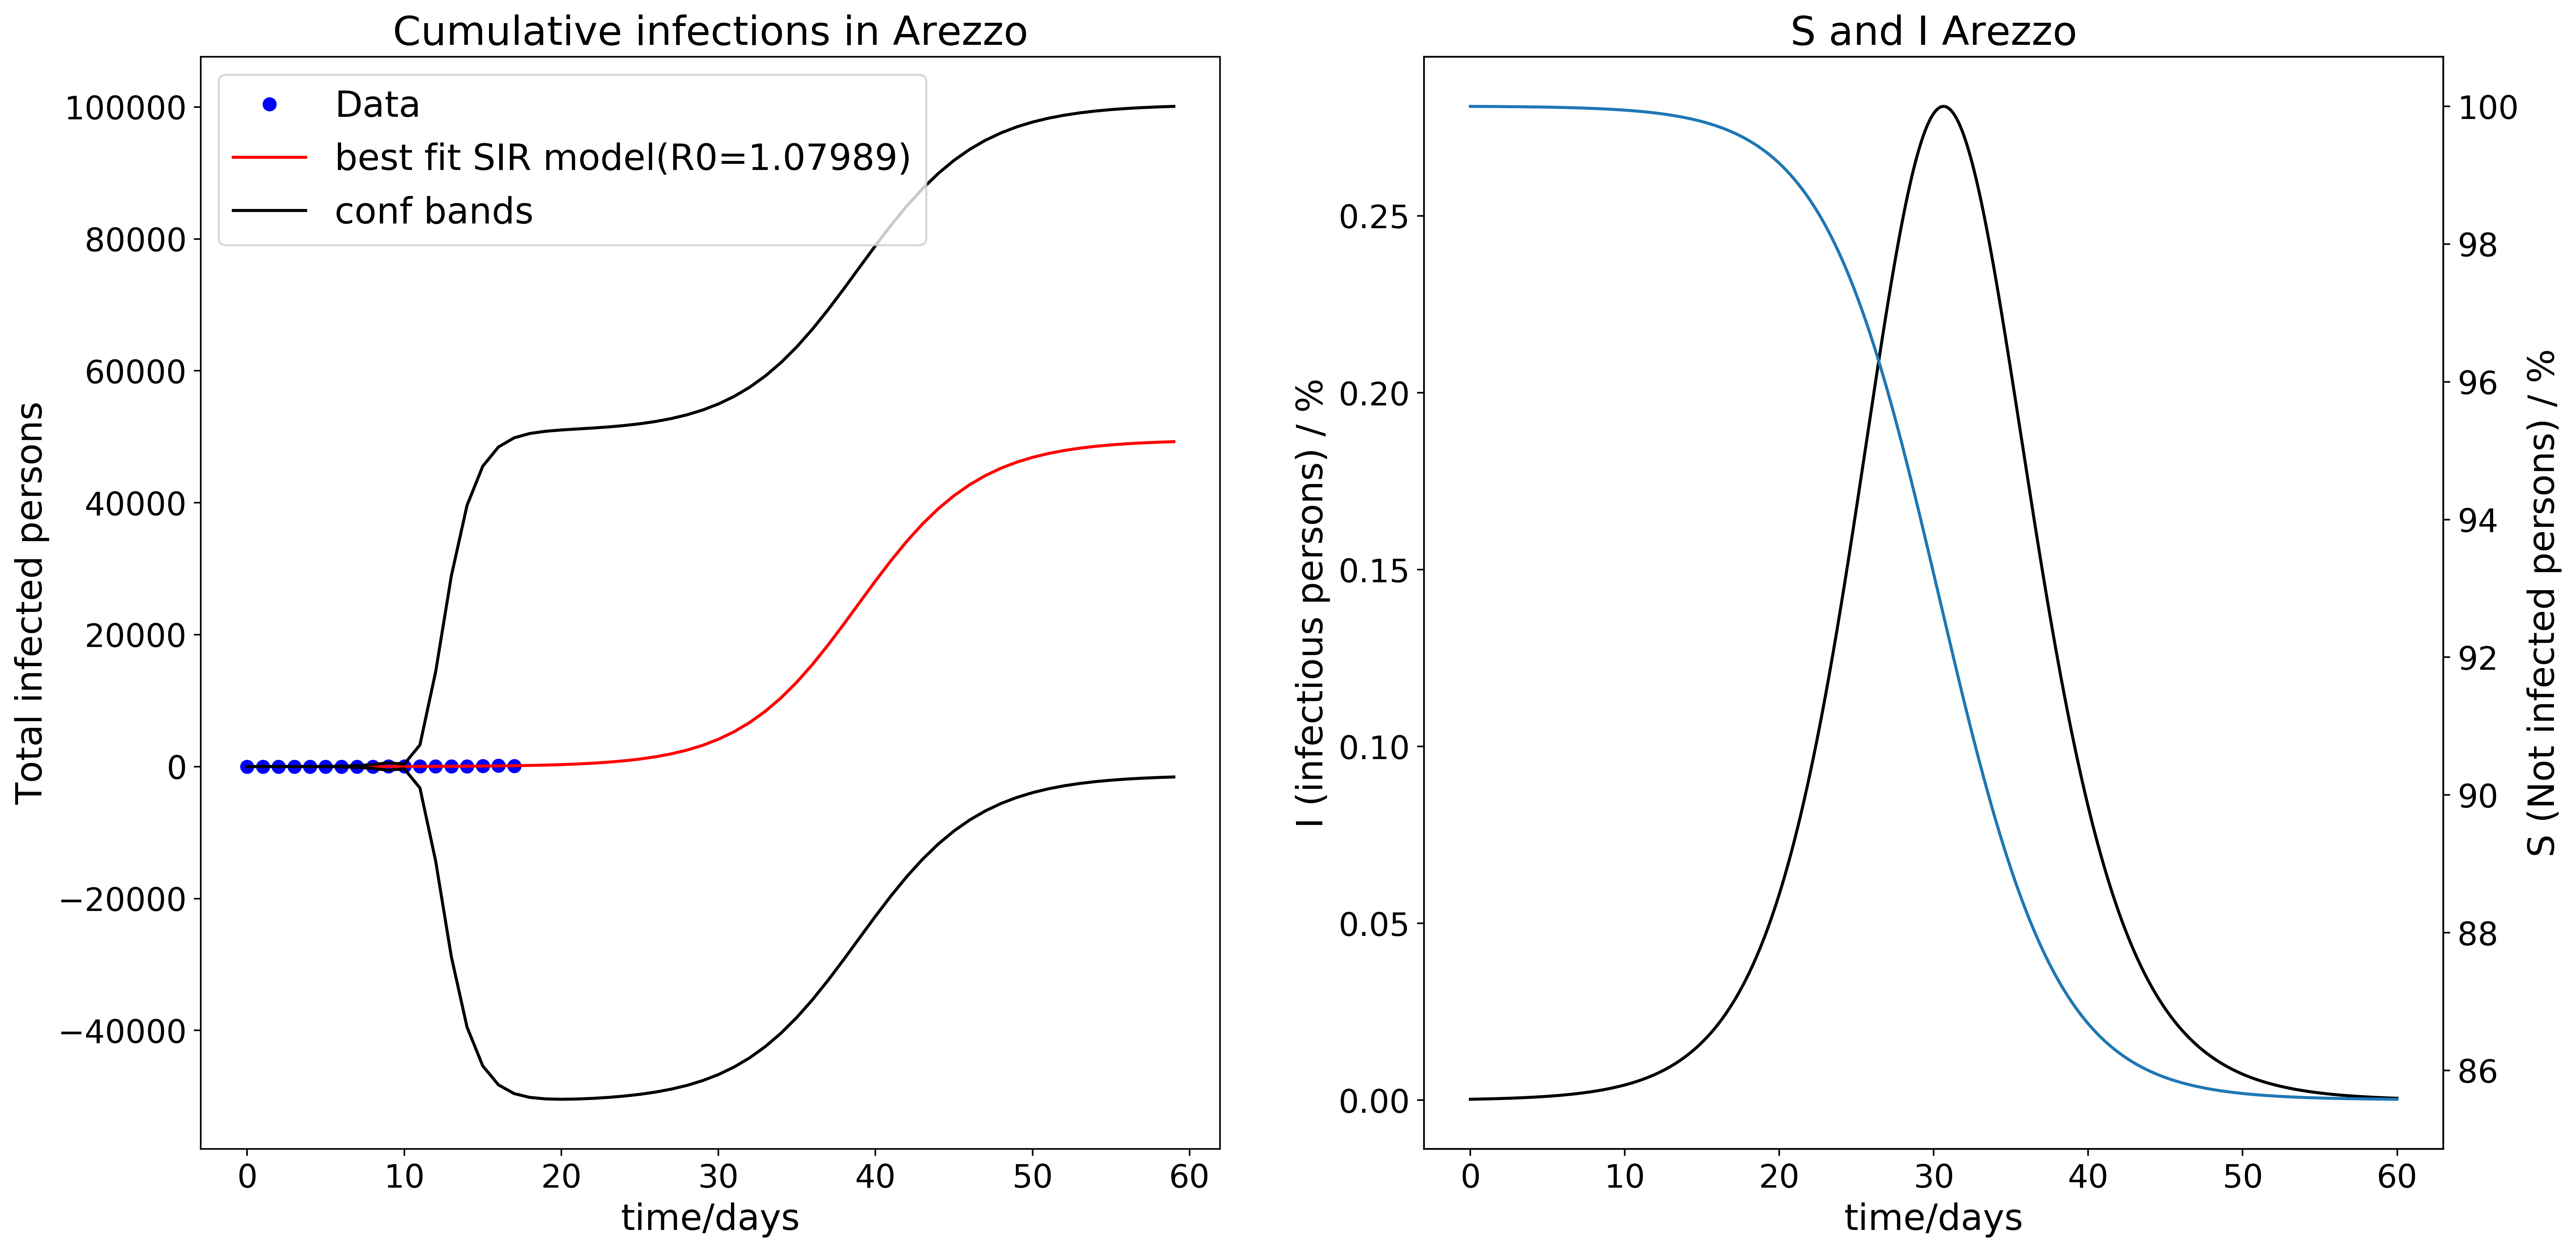 Cumulative infections in Arezzo
Data
best fit SIR model(R0=1.07989)
conf bands
Total infected persons
100000
80000
60000
40000
20000
0
−20000
−40000
0 10 20 30 40 50 60
time/days
S and I Arezzo
I (infectious persons) / %
0.25
0.20
0.15
0.10
0.05
0.00
100
98
96
94
92
90
88
86
S (Not infected persons) / %
0 10 20 30 40 50 60
time/days